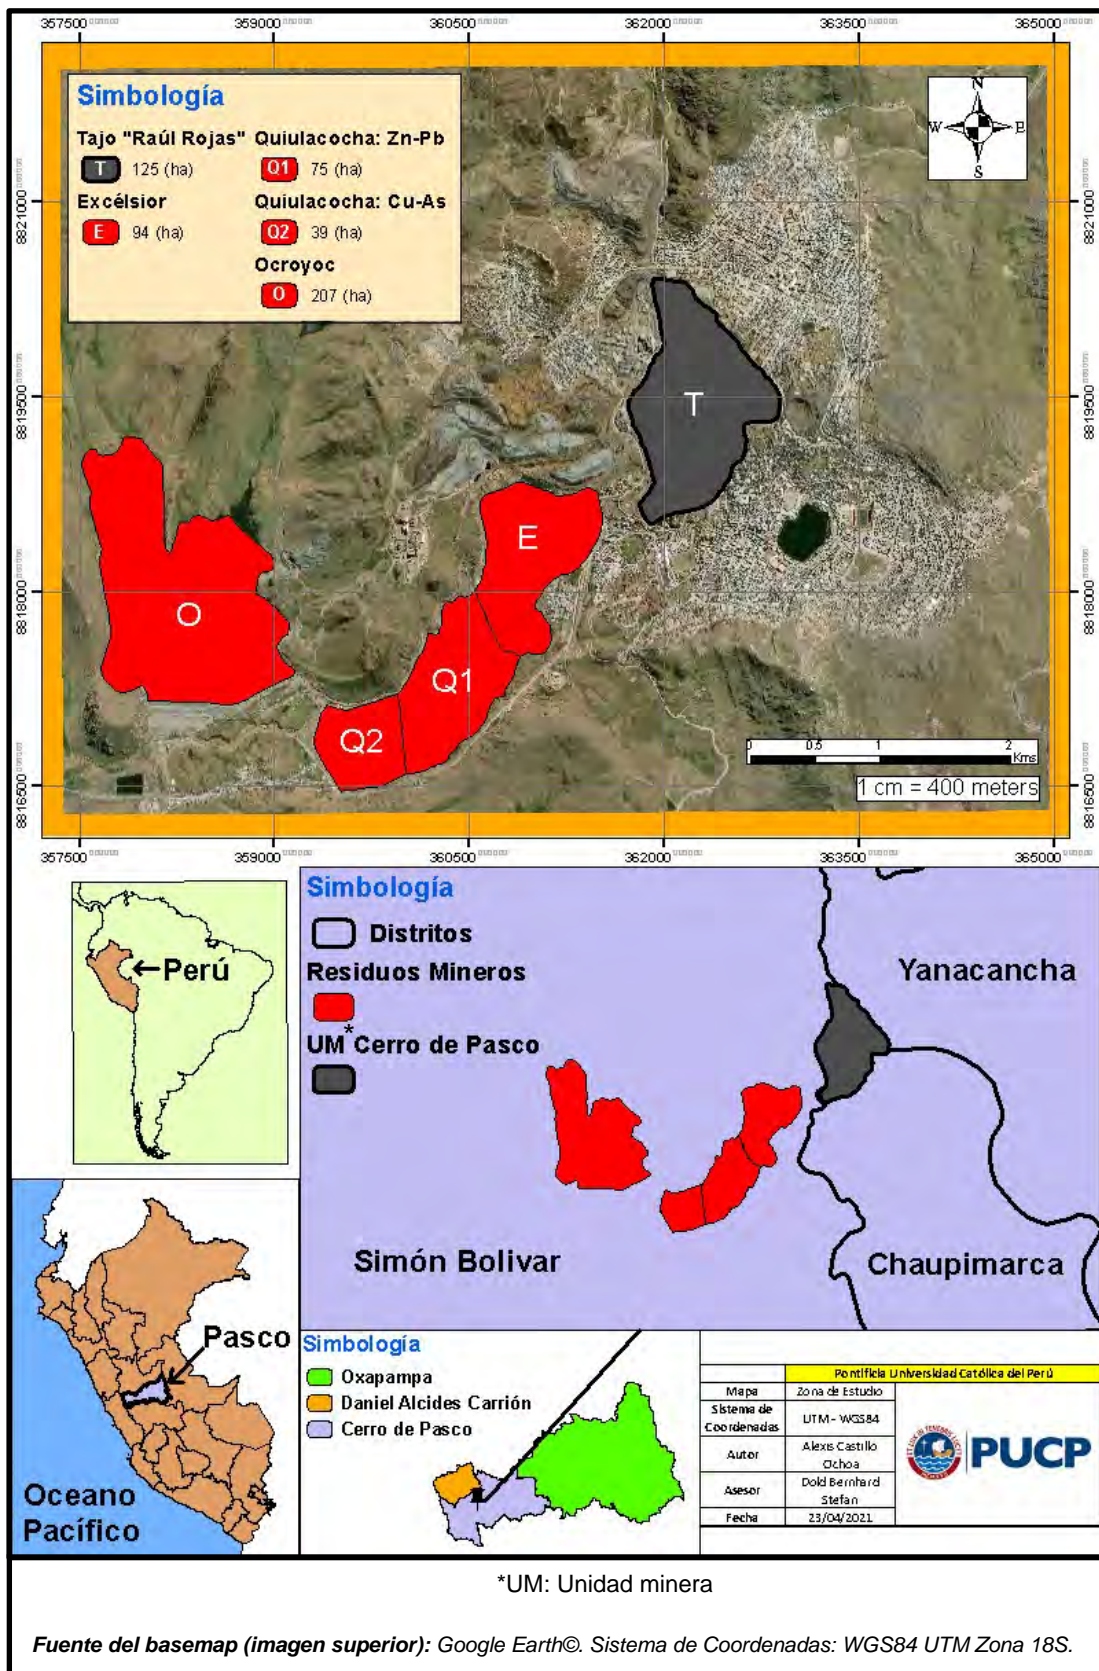 357500 359000 360500 362000 363500 365000
8821000
8819500
8818000
8816500
8821000
8819500
8818000
8816500
Simbología
Tajo "Raúl Rojas" Quiulacocha: Zn-Pb
T 125 (ha) Q1 75 (ha)
Excélsior Quiulacocha: Cu-As
E 94 (ha) Q2 39 (ha)
Ocroyoc
O 207 (ha)
N
W E
S
T
E
O
Q1
Q2
0 0.5 1 2
Kms
1 cm = 400 meters
357500 359000 360500 362000 363500 365000
Perú
Simbología
Distritos
Residuos Mineros
UM* Cerro de Pasco
Yanacancha
Simón Bolivar
Chaupimarca
Pasco
Oceano
Pacífico
Simbología
Oxapampa
Daniel Alcides Carrión
Cerro de Pasco
Pontificia Universidad Católica del Perú
Mapa Zona de Estudio
Sistema de
Coordenadas UTM - WGS84
Autor Alexis Castillo
Ochoa
Asesor Dold Bernhard
Stefan
Fecha 23/04/2021
PUCP
*UM: Unidad minera
Fuente del basemap (imagen superior): Google Earth©. Sistema de Coordenadas: WGS84 UTM Zona 18S.